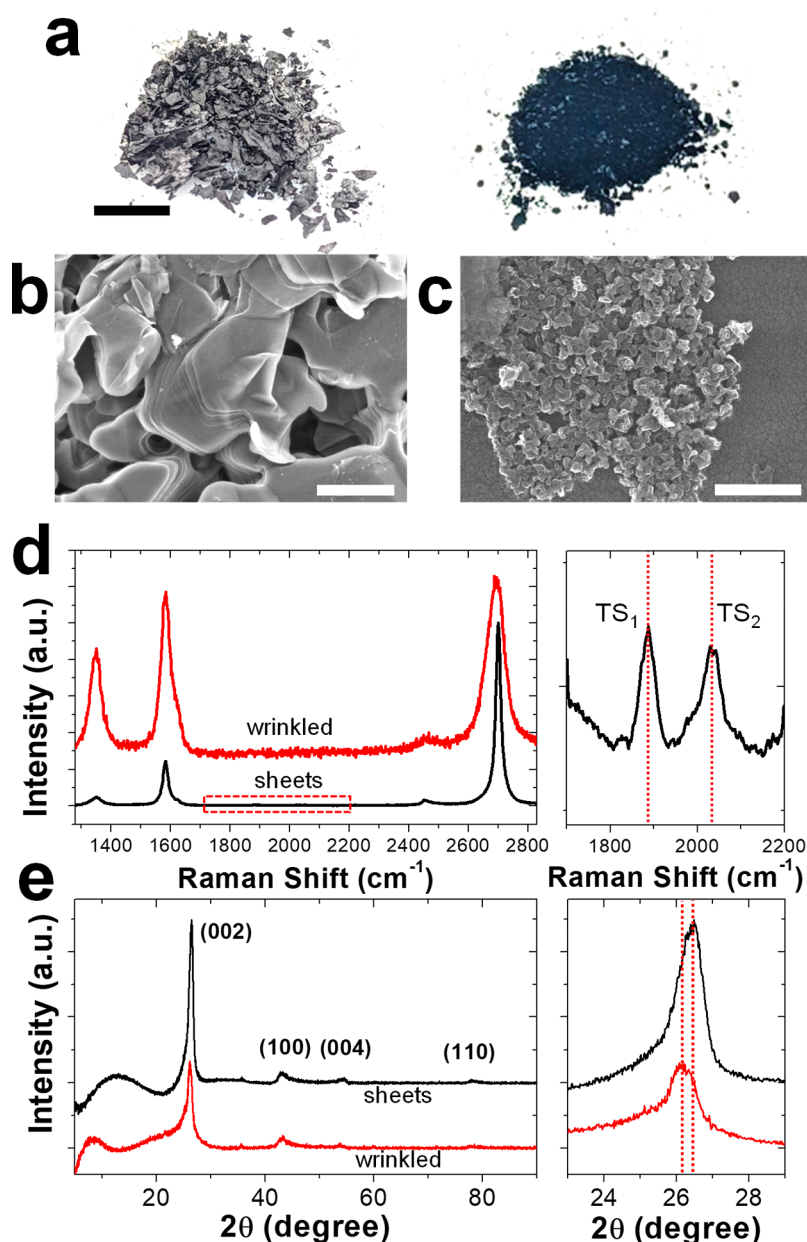 a
b
c
d
Intensity (a.u.)
wrinkled
sheets
1400 1600 1800 2000 2200 2400 2600 2800
Raman Shift (cm⁻¹)
TS₁
TS₂
1800 2000 2200
Raman Shift (cm⁻¹)
e
Intensity (a.u.)
(002)
(100)
(004)
(110)
sheets
wrinkled
20 40 60 80
2θ (degree)
24 26 28
2θ (degree)